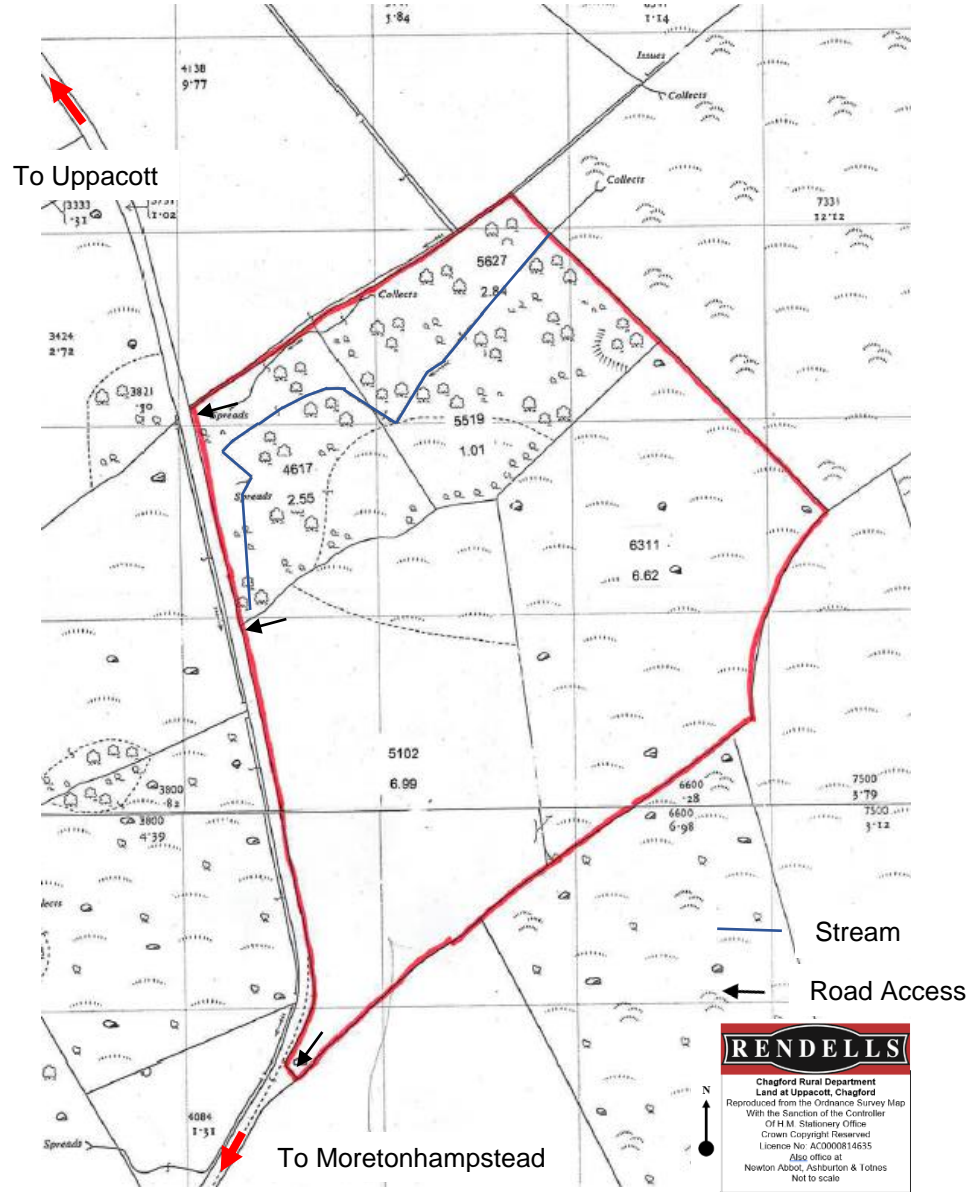 3·84
1·14
4138
9·77
Issues
Collects
To Uppacott
Collects
3333
·31
1·02
7331
12·12
5627
2.84
Collects
3424
2·72
3821
·30
Spreads
5519
1.01
4617
2.55
Spreads
6311
6.62
5102
6.99
3800
·82
3800
4·39
6600
·28
6600
6·98
7500
3·79
7500
3·12
Stream
Road Access
4084
1·31
Spreads
To Moretonhampstead
N
RENDELLS
Chagford Rural Department
Land at Uppacott, Chagford
Reproduced from the Ordnance Survey Map
With the Sanction of the Controller
Of H.M. Stationery Office
Crown Copyright Reserved
Licence No: AC0000814635
Also office at
Newton Abbot, Ashburton & Totnes
Not to scale